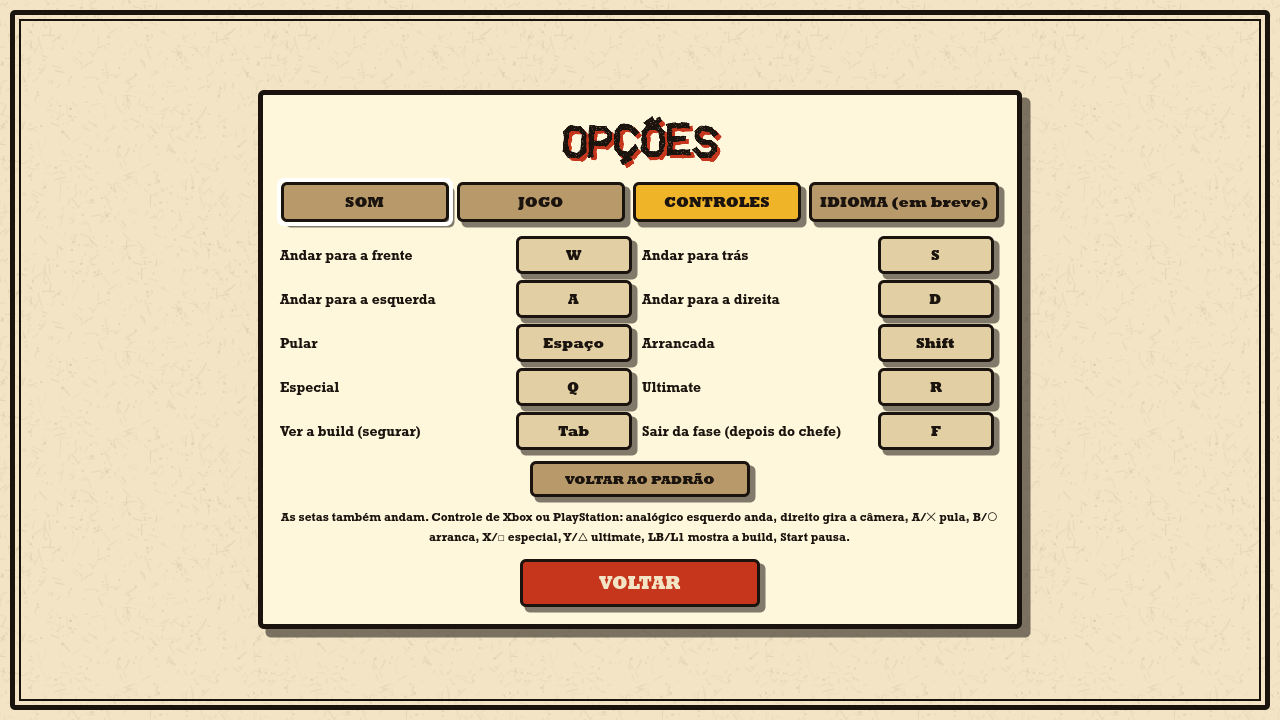 OPÇÕES
SOM JOGO CONTROLES IDIOMA (em breve)
Andar para a frente W Andar para trás S
Andar para a esquerda A Andar para a direita D
Pular Espaço Arrancada Shift
Especial Q Ultimate R
Ver a build (segurar) Tab Sair da fase (depois do chefe) F
VOLTAR AO PADRÃO
As setas também andam. Controle de Xbox ou PlayStation: analógico esquerdo anda, direito gira a câmera, A/✕ pula, B/○
arranca, X/□ especial, Y/△ ultimate, LB/L1 mostra a build, Start pausa.
VOLTAR